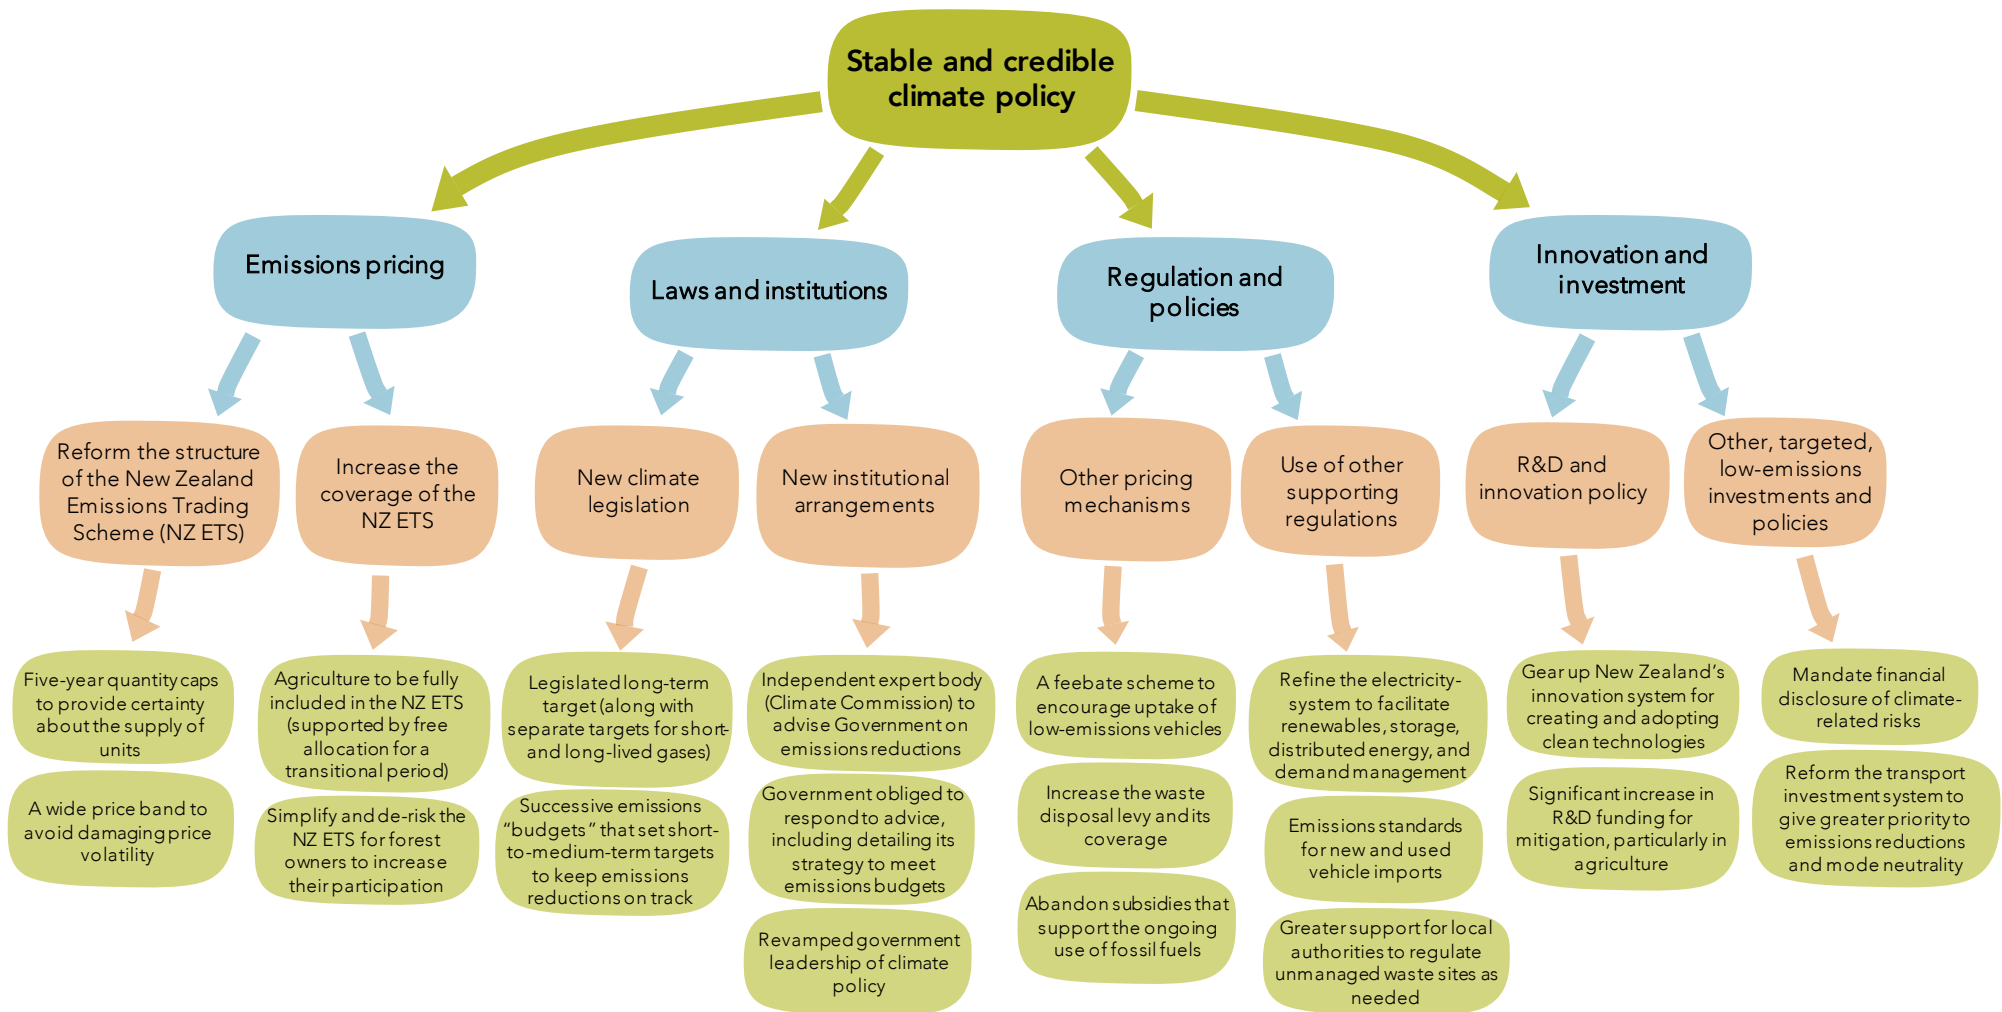 Stable and credible
climate policy
Emissions pricing
Laws and institutions
Regulation and
policies
Innovation and
investment
Reform the structure
of the New Zealand
Emissions Trading
Scheme (NZ ETS)
Increase the
coverage of the
NZ ETS
New climate
legislation
New institutional
arrangements
Other pricing
mechanisms
Use of other
supporting
regulations
R&D and
innovation policy
Other, targeted,
low-emissions
investments and
policies
Five-year quantity caps
to provide certainty
about the supply of
units
A wide price band to
avoid damaging price
volatility
Agriculture to be fully
included in the NZ ETS
(supported by free
allocation for a
transitional period)
Simplify and de-risk the
NZ ETS for forest
owners to increase
their participation
Legislated long-term
target (along with
separate targets for short-
and long-lived gases)
Successive emissions
“budgets” that set short-
to-medium-term targets
to keep emissions
reductions on track
Independent expert body
(Climate Commission) to
advise Government on
emissions reductions
Government obliged to
respond to advice,
including detailing its
strategy to meet
emissions budgets
Revamped government
leadership of climate
policy
A feebate scheme to
encourage uptake of
low-emissions vehicles
Increase the waste
disposal levy and its
coverage
Abandon subsidies that
support the ongoing
use of fossil fuels
Refine the electricity-
system to facilitate
renewables, storage,
distributed energy, and
demand management
Emissions standards
for new and used
vehicle imports
Greater support for local
authorities to regulate
unmanaged waste sites as
needed
Gear up New Zealand’s
innovation system for
creating and adopting
clean technologies
Significant increase in
R&D funding for
mitigation, particularly in
agriculture
Mandate financial
disclosure of climate-
related risks
Reform the transport
investment system to
give greater priority to
emissions reductions
and mode neutrality